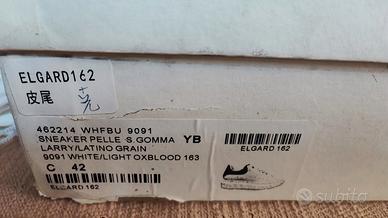 ELGARD162
皮尾
462214 WHFBU 9091
SNEAKER PELLE S.GOMMA YB
LARRY/LATINO GRAIN
9091 WHITE/LIGHT OXBLOOD 163
C 42
ELGARD 162
ELGARD 162
subito